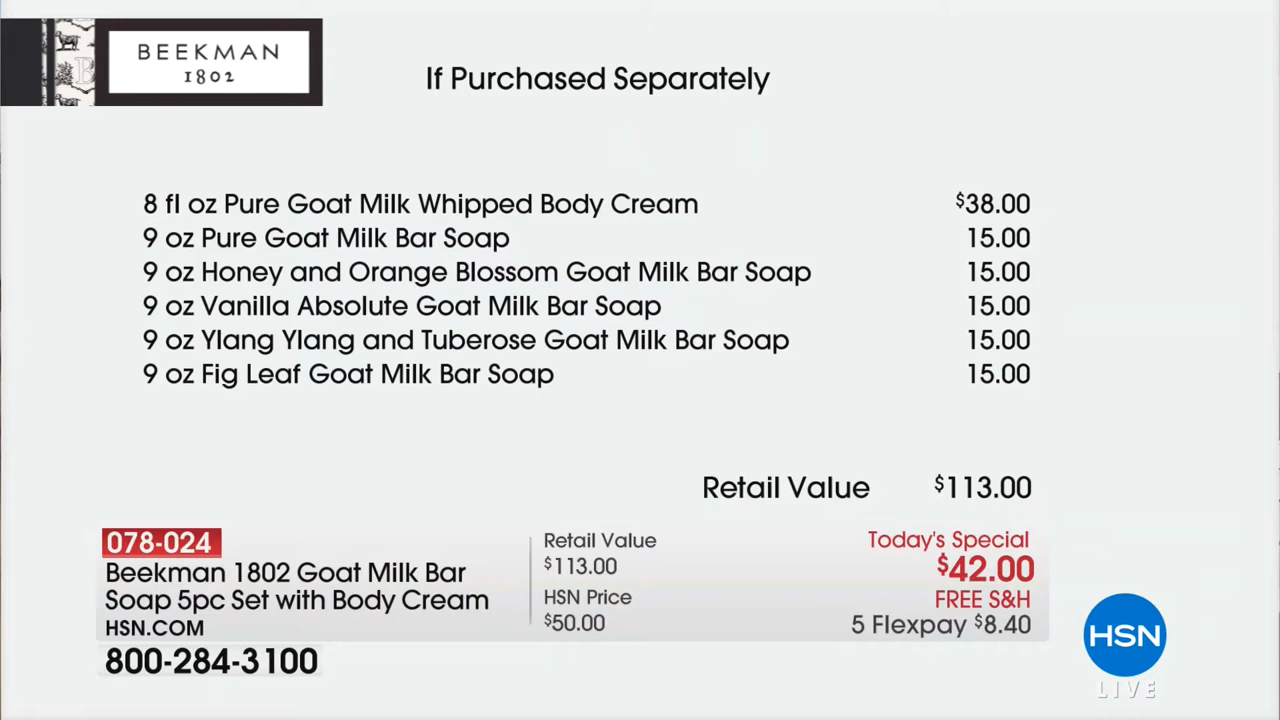 BEEKMAN
1802
If Purchased Separately
8 fl oz Pure Goat Milk Whipped Body Cream $38.00
9 oz Pure Goat Milk Bar Soap 15.00
9 oz Honey and Orange Blossom Goat Milk Bar Soap 15.00
9 oz Vanilla Absolute Goat Milk Bar Soap 15.00
9 oz Ylang Ylang and Tuberose Goat Milk Bar Soap 15.00
9 oz Fig Leaf Goat Milk Bar Soap 15.00
Retail Value $113.00
078-024
Beekman 1802 Goat Milk Bar
Soap 5pc Set with Body Cream
HSN.COM
800-284-3100
Retail Value
$113.00
HSN Price
$50.00
Today's Special
$42.00
FREE S&H
5 Flexpay $8.40
HSN
LIVE